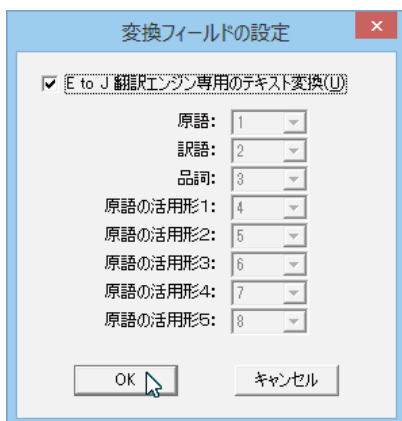 変換フィールドの設定
×
E to J 翻訳エンジン専用のテキスト変換(U)
原語: 1
訳語: 2
品詞: 3
原語の活用形1: 4
原語の活用形2: 5
原語の活用形3: 6
原語の活用形4: 7
原語の活用形5: 8
OK キャンセル